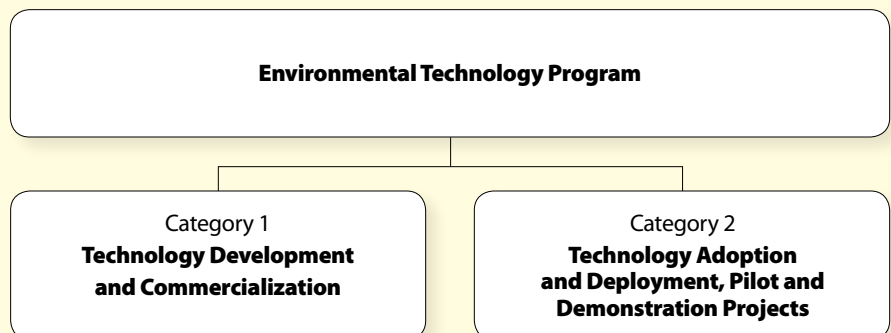 Environmental Technology Program
Category 1
Technology Development
and Commercialization
Category 2
Technology Adoption
and Deployment, Pilot and
Demonstration Projects